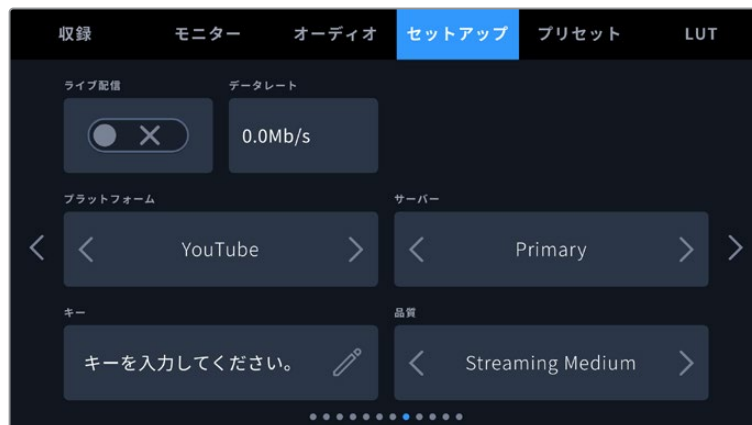 収録 モニター オーディオ セットアップ プリセット LUT
ライブ配信 データレート
0.0Mb/s
プラットフォーム サーバー
YouTube Primary
キー 品質
キーを入力してください。 Streaming Medium